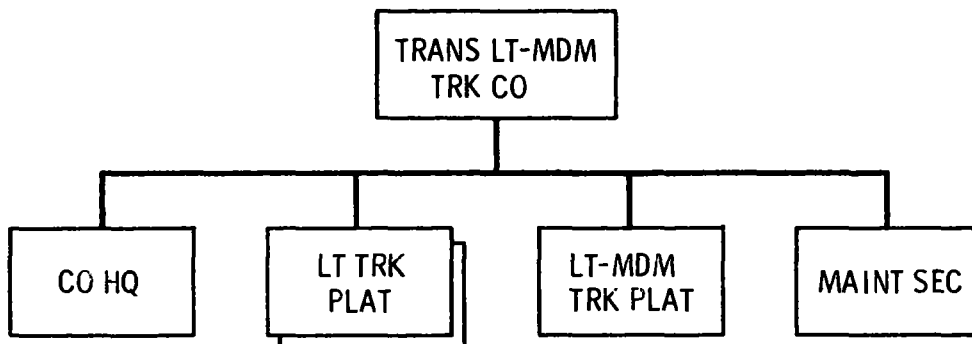 TRANS LT-MDM
TRK CO
CO HQ
LT TRK
PLAT
LT-MDM
TRK PLAT
MAINT SEC